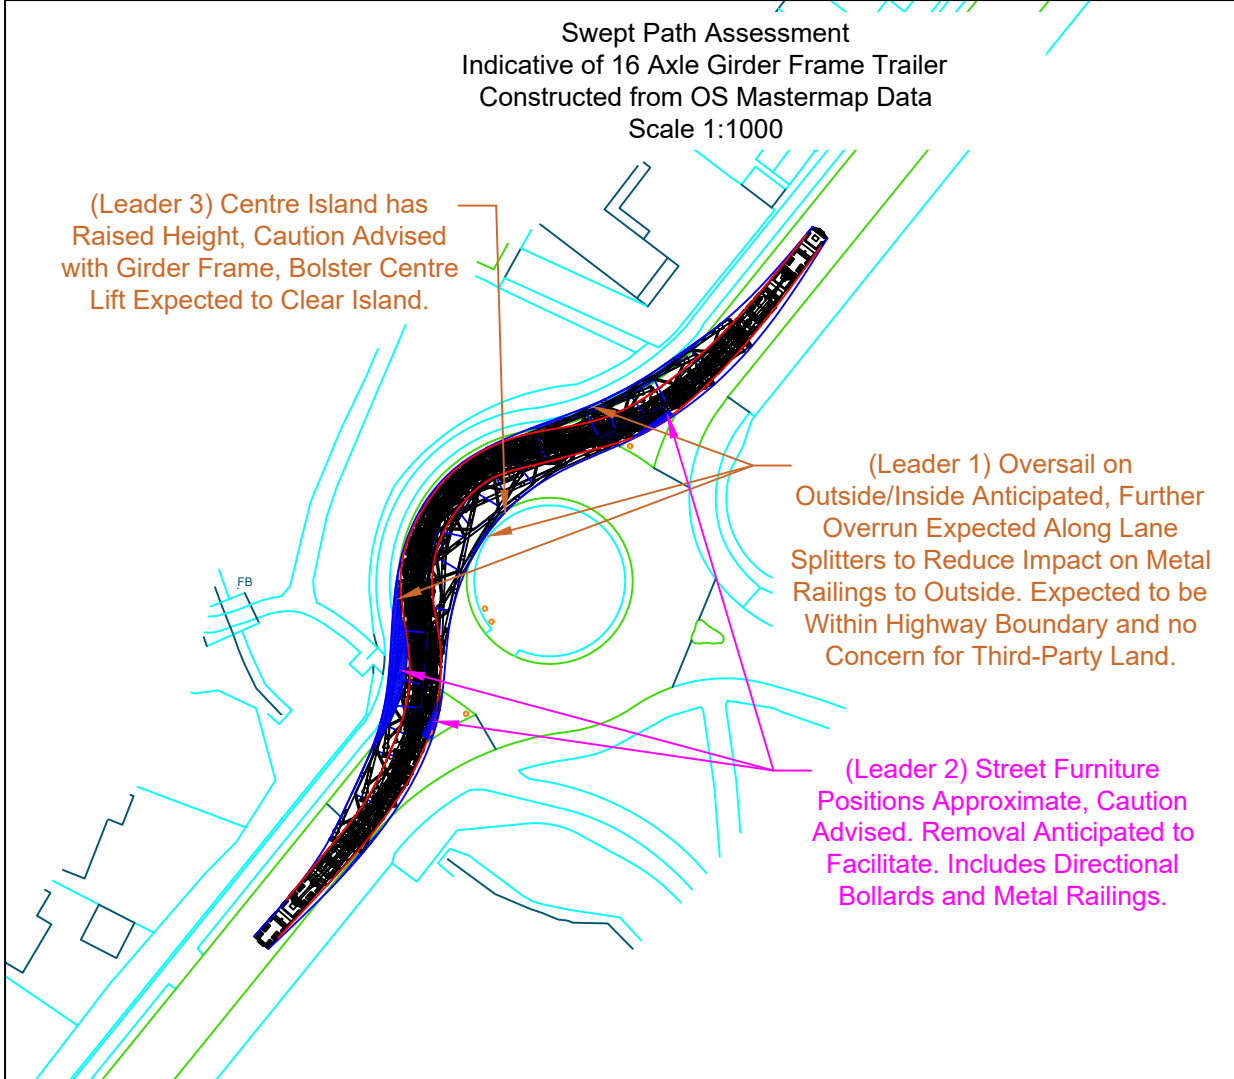 Swept Path Assessment
Indicative of 16 Axle Girder Frame Trailer
Constructed from OS Mastermap Data
Scale 1:1000
(Leader 3) Centre Island has
Raised Height, Caution Advised
with Girder Frame, Bolster Centre
Lift Expected to Clear Island.
(Leader 1) Oversail on
Outside/Inside Anticipated, Further
Overrun Expected Along Lane
Splitters to Reduce Impact on Metal
Railings to Outside. Expected to be
Within Highway Boundary and no
Concern for Third-Party Land.
FB
(Leader 2) Street Furniture
Positions Approximate, Caution
Advised. Removal Anticipated to
Facilitate. Includes Directional
Bollards and Metal Railings.